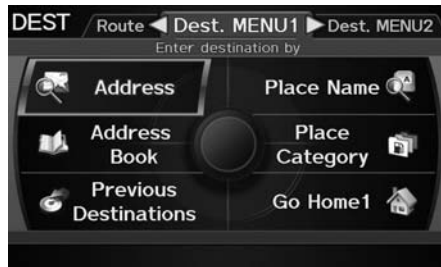 DEST Route Dest. MENU1 Dest. MENU2
Enter destination by
Address
Place Name
Address
Book
Place
Category
Previous
Destinations
Go Home1